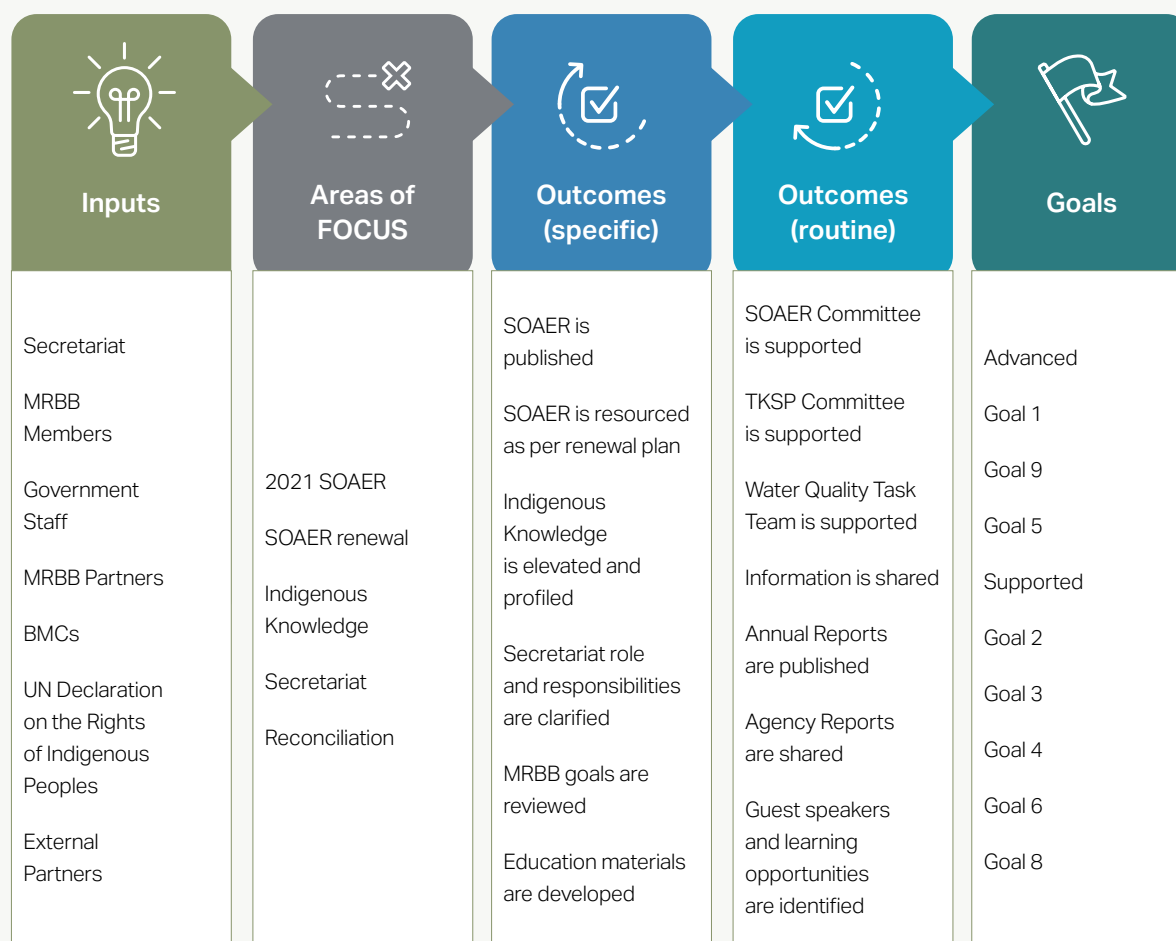 Inputs
Secretariat
MRBB
Members
Government
Staff
MRBB Partners
BMCs
UN Declaration
on the Rights
of Indigenous
Peoples
External
Partners
Areas of
FOCUS
2021 SOAER
SOAER renewal
Indigenous
Knowledge
Secretariat
Reconciliation
Outcomes
(specific)
SOAER is
published
SOAER is resourced
as per renewal plan
Indigenous
Knowledge
is elevated and
profiled
Secretariat role
and responsibilities
are clarified
MRBB goals are
reviewed
Education materials
are developed
Outcomes
(routine)
SOAER Committee
is supported
TKSP Committee
is supported
Water Quality Task
Team is supported
Information is shared
Annual Reports
are published
Agency Reports
are shared
Guest speakers
and learning
opportunities
are identified
Goals
Advanced
Goal 1
Goal 9
Goal 5
Supported
Goal 2
Goal 3
Goal 4
Goal 6
Goal 8